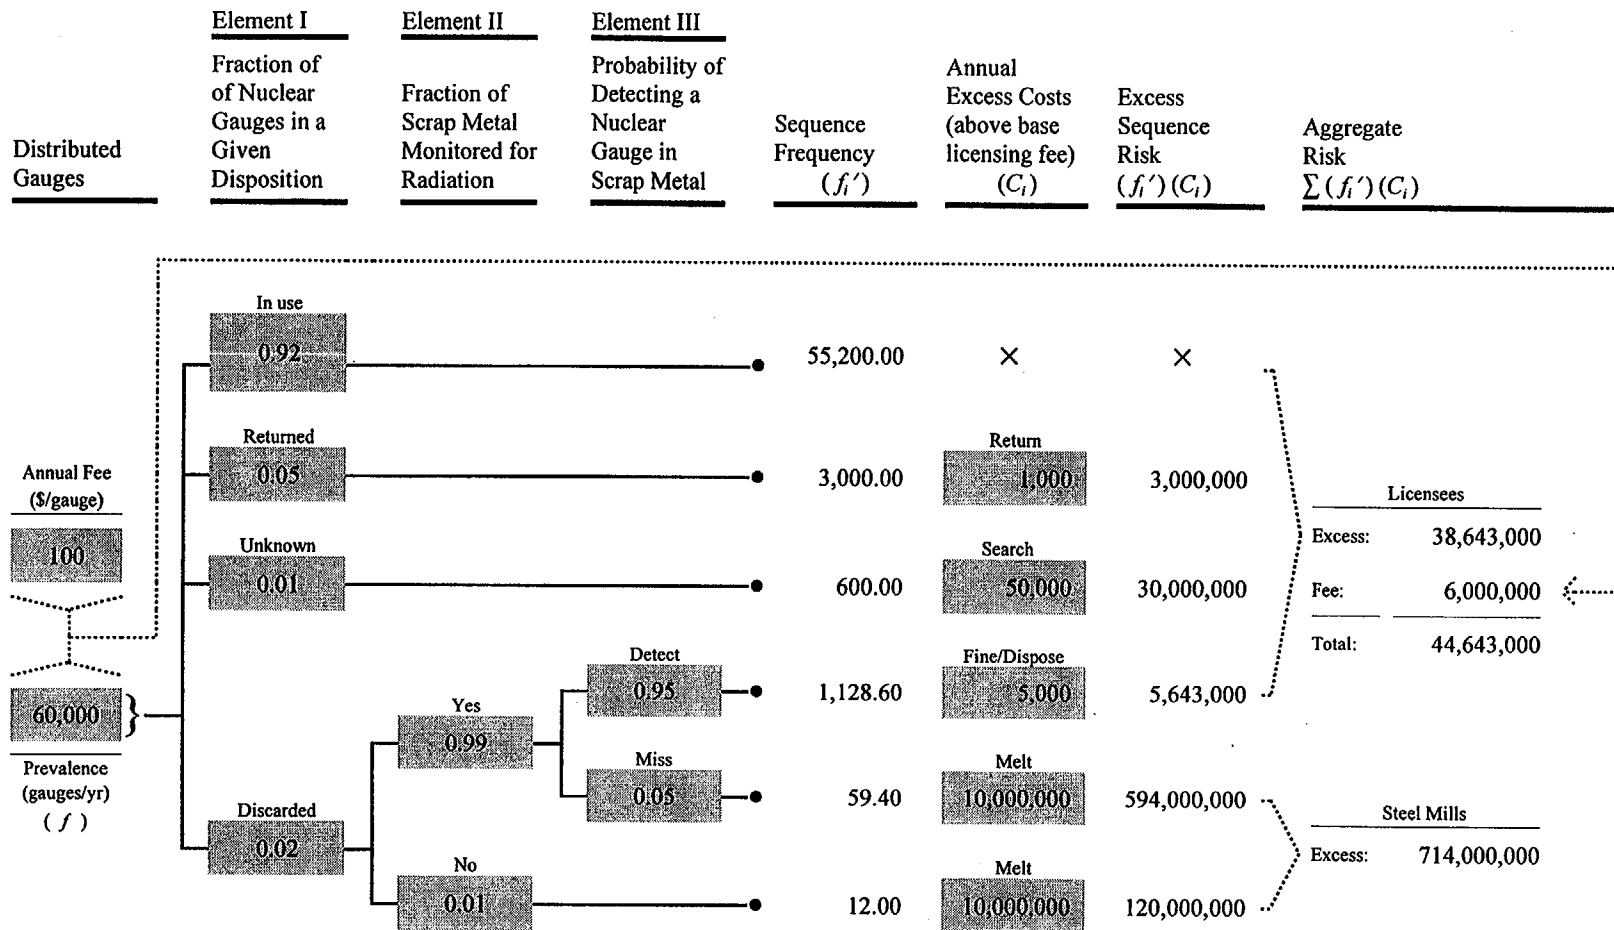 Element I
Element II
Element III
Distributed
Gauges
Fraction of
of Nuclear
Gauges in a
Given
Disposition
Fraction of
Scrap Metal
Monitored for
Radiation
Probability of
Detecting a
Nuclear
Gauge in
Scrap Metal
Sequence
Frequency
(fᵢ′)
Annual
Excess Costs
(above base
licensing fee)
(Cᵢ)
Excess
Sequence
Risk
(fᵢ′)(Cᵢ)
Aggregate
Risk
∑(fᵢ′)(Cᵢ)
In use
0.92
55,200.00
×
×
Returned
0.05
3,000.00
Return
1,000
3,000,000
Annual Fee
($/gauge)
100
Unknown
0.01
600.00
Search
50,000
30,000,000
Licensees
Excess: 38,643,000
Fee: 6,000,000
Total: 44,643,000
Detect
0.95
1,128.60
Fine/Dispose
5,000
5,643,000
60,000 }
Prevalence
(gauges/yr)
(f)
Yes
0.99
Miss
0.05
59.40
Melt
10,000,000
594,000,000
Discarded
0.02
Steel Mills
Excess: 714,000,000
No
0.01
12.00
Melt
10,000,000
120,000,000